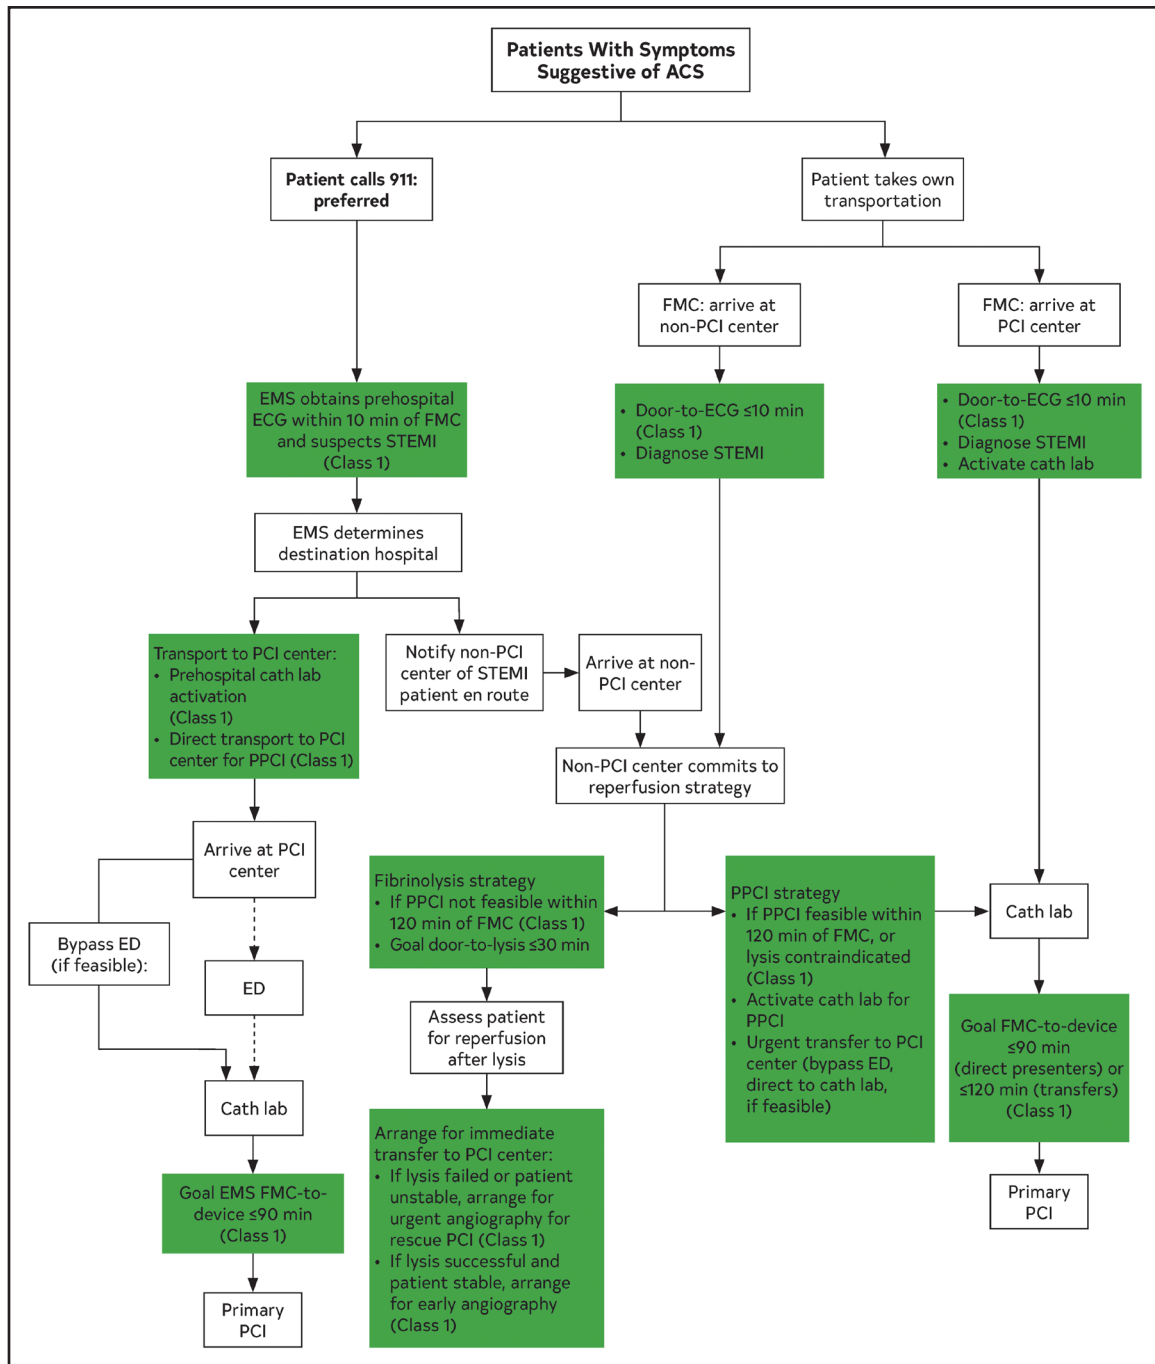 Patients With Symptoms
Suggestive of ACS
Patient calls 911:
preferred
Patient takes own
transportation
FMC: arrive at
non-PCI center
FMC: arrive at
PCI center
EMS obtains prehospital
ECG within 10 min of FMC
and suspects STEMI
(Class 1)
• Door-to-ECG ≤10 min
(Class 1)
• Diagnose STEMI
• Door-to-ECG ≤10 min
(Class 1)
• Diagnose STEMI
• Activate cath lab
EMS determines
destination hospital
Transport to PCI center:
• Prehospital cath lab
activation
(Class 1)
• Direct transport to PCI
center for PPCI (Class 1)
Notify non-PCI
center of STEMI
patient en route
Arrive at non-
PCI center
Non-PCI center commits to
reperfusion strategy
Arrive at PCI
center
Bypass ED
(if feasible):
ED
Cath lab
Goal EMS FMC-to-
device ≤90 min
(Class 1)
Primary
PCI
Fibrinolysis strategy
• If PPCI not feasible within
120 min of FMC (Class 1)
• Goal door-to-lysis ≤30 min
Assess patient
for reperfusion
after lysis
Arrange for immediate
transfer to PCI center:
• If lysis failed or patient
unstable, arrange for
urgent angiography for
rescue PCI (Class 1)
• If lysis successful and
patient stable, arrange
for early angiography
(Class 1)
PPCI strategy
• If PPCI feasible within
120 min of FMC, or
lysis contraindicated
(Class 1)
• Activate cath lab for
PPCI
• Urgent transfer to PCI
center (bypass ED,
direct to cath lab,
if feasible)
Cath lab
Goal FMC-to-device
≤90 min
(direct presenters) or
≤120 min (transfers)
(Class 1)
Primary
PCI